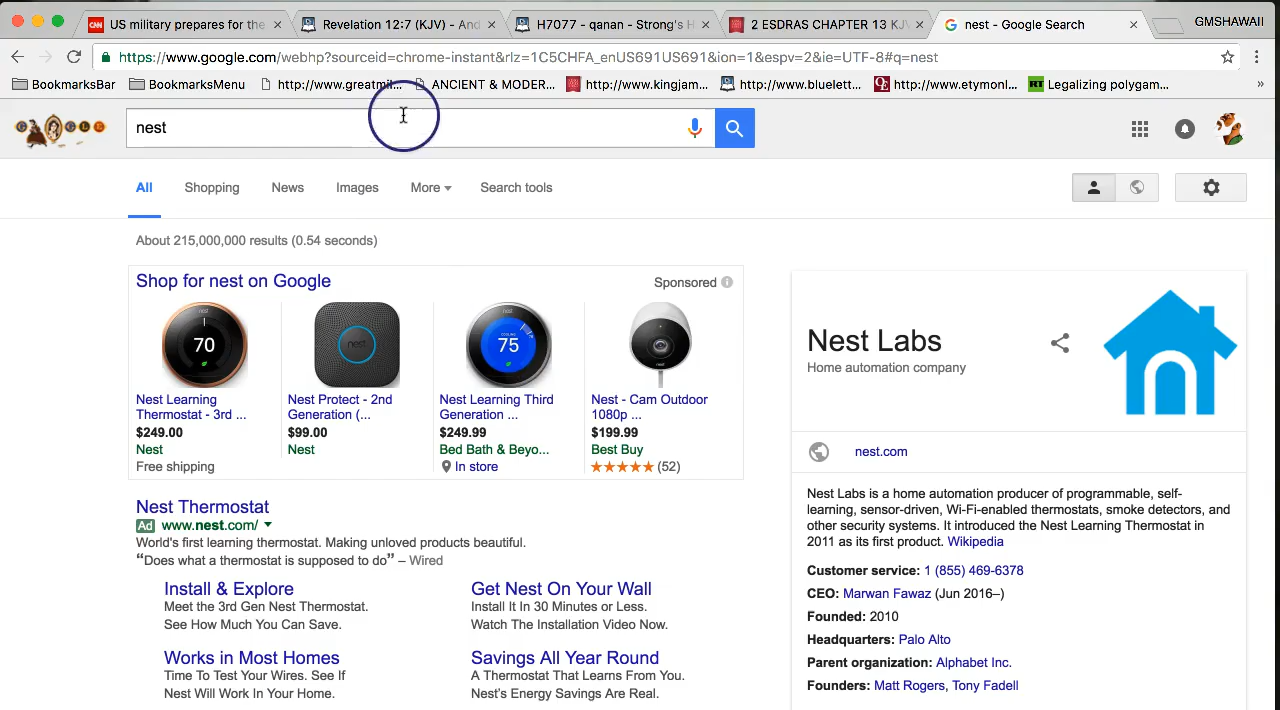 US military prepares for the
Revelation 12:7 (KJV) - And
H7077 - qanan - Strong's H
2 ESDRAS CHAPTER 13 KJV
nest - Google Search
GMSHAWAII
https://www.google.com/webhp?sourceid=chrome-instant&rlz=1C5CHFA_enUS691US691&ion=1&espv=2&ie=UTF-8#q=nest
BookmarksBar
BookmarksMenu
http://www.greatmil...
ANCIENT & MODER...
http://www.kingjam...
http://www.bluelett...
http://www.etymonl...
Legalizing polygam...
»
nest
All
Shopping
News
Images
More
Search tools
About 215,000,000 results (0.54 seconds)
Shop for nest on Google
Sponsored
70
nest
75
Nest Learning
Thermostat - 3rd ...
$249.00
Nest
Free shipping
Nest Protect - 2nd
Generation (...
$99.00
Nest
Nest Learning Third
Generation ...
$249.99
Bed Bath & Beyo...
In store
Nest - Cam Outdoor
1080p ...
$199.99
Best Buy
(52)
Nest Thermostat
Ad www.nest.com/
World's first learning thermostat. Making unloved products beautiful.
“Does what a thermostat is supposed to do” – Wired
Install & Explore
Meet the 3rd Gen Nest Thermostat.
See How Much You Can Save.
Get Nest On Your Wall
Install It In 30 Minutes or Less.
Watch The Installation Video Now.
Works in Most Homes
Time To Test Your Wires. See If
Nest Will Work In Your Home.
Savings All Year Round
A Thermostat That Learns From You.
Nest's Energy Savings Are Real.
Nest Labs
Home automation company
nest.com
Nest Labs is a home automation producer of programmable, self-
learning, sensor-driven, Wi-Fi-enabled thermostats, smoke detectors, and
other security systems. It introduced the Nest Learning Thermostat in
2011 as its first product. Wikipedia
Customer service: 1 (855) 469-6378
CEO: Marwan Fawaz (Jun 2016–)
Founded: 2010
Headquarters: Palo Alto
Parent organization: Alphabet Inc.
Founders: Matt Rogers, Tony Fadell